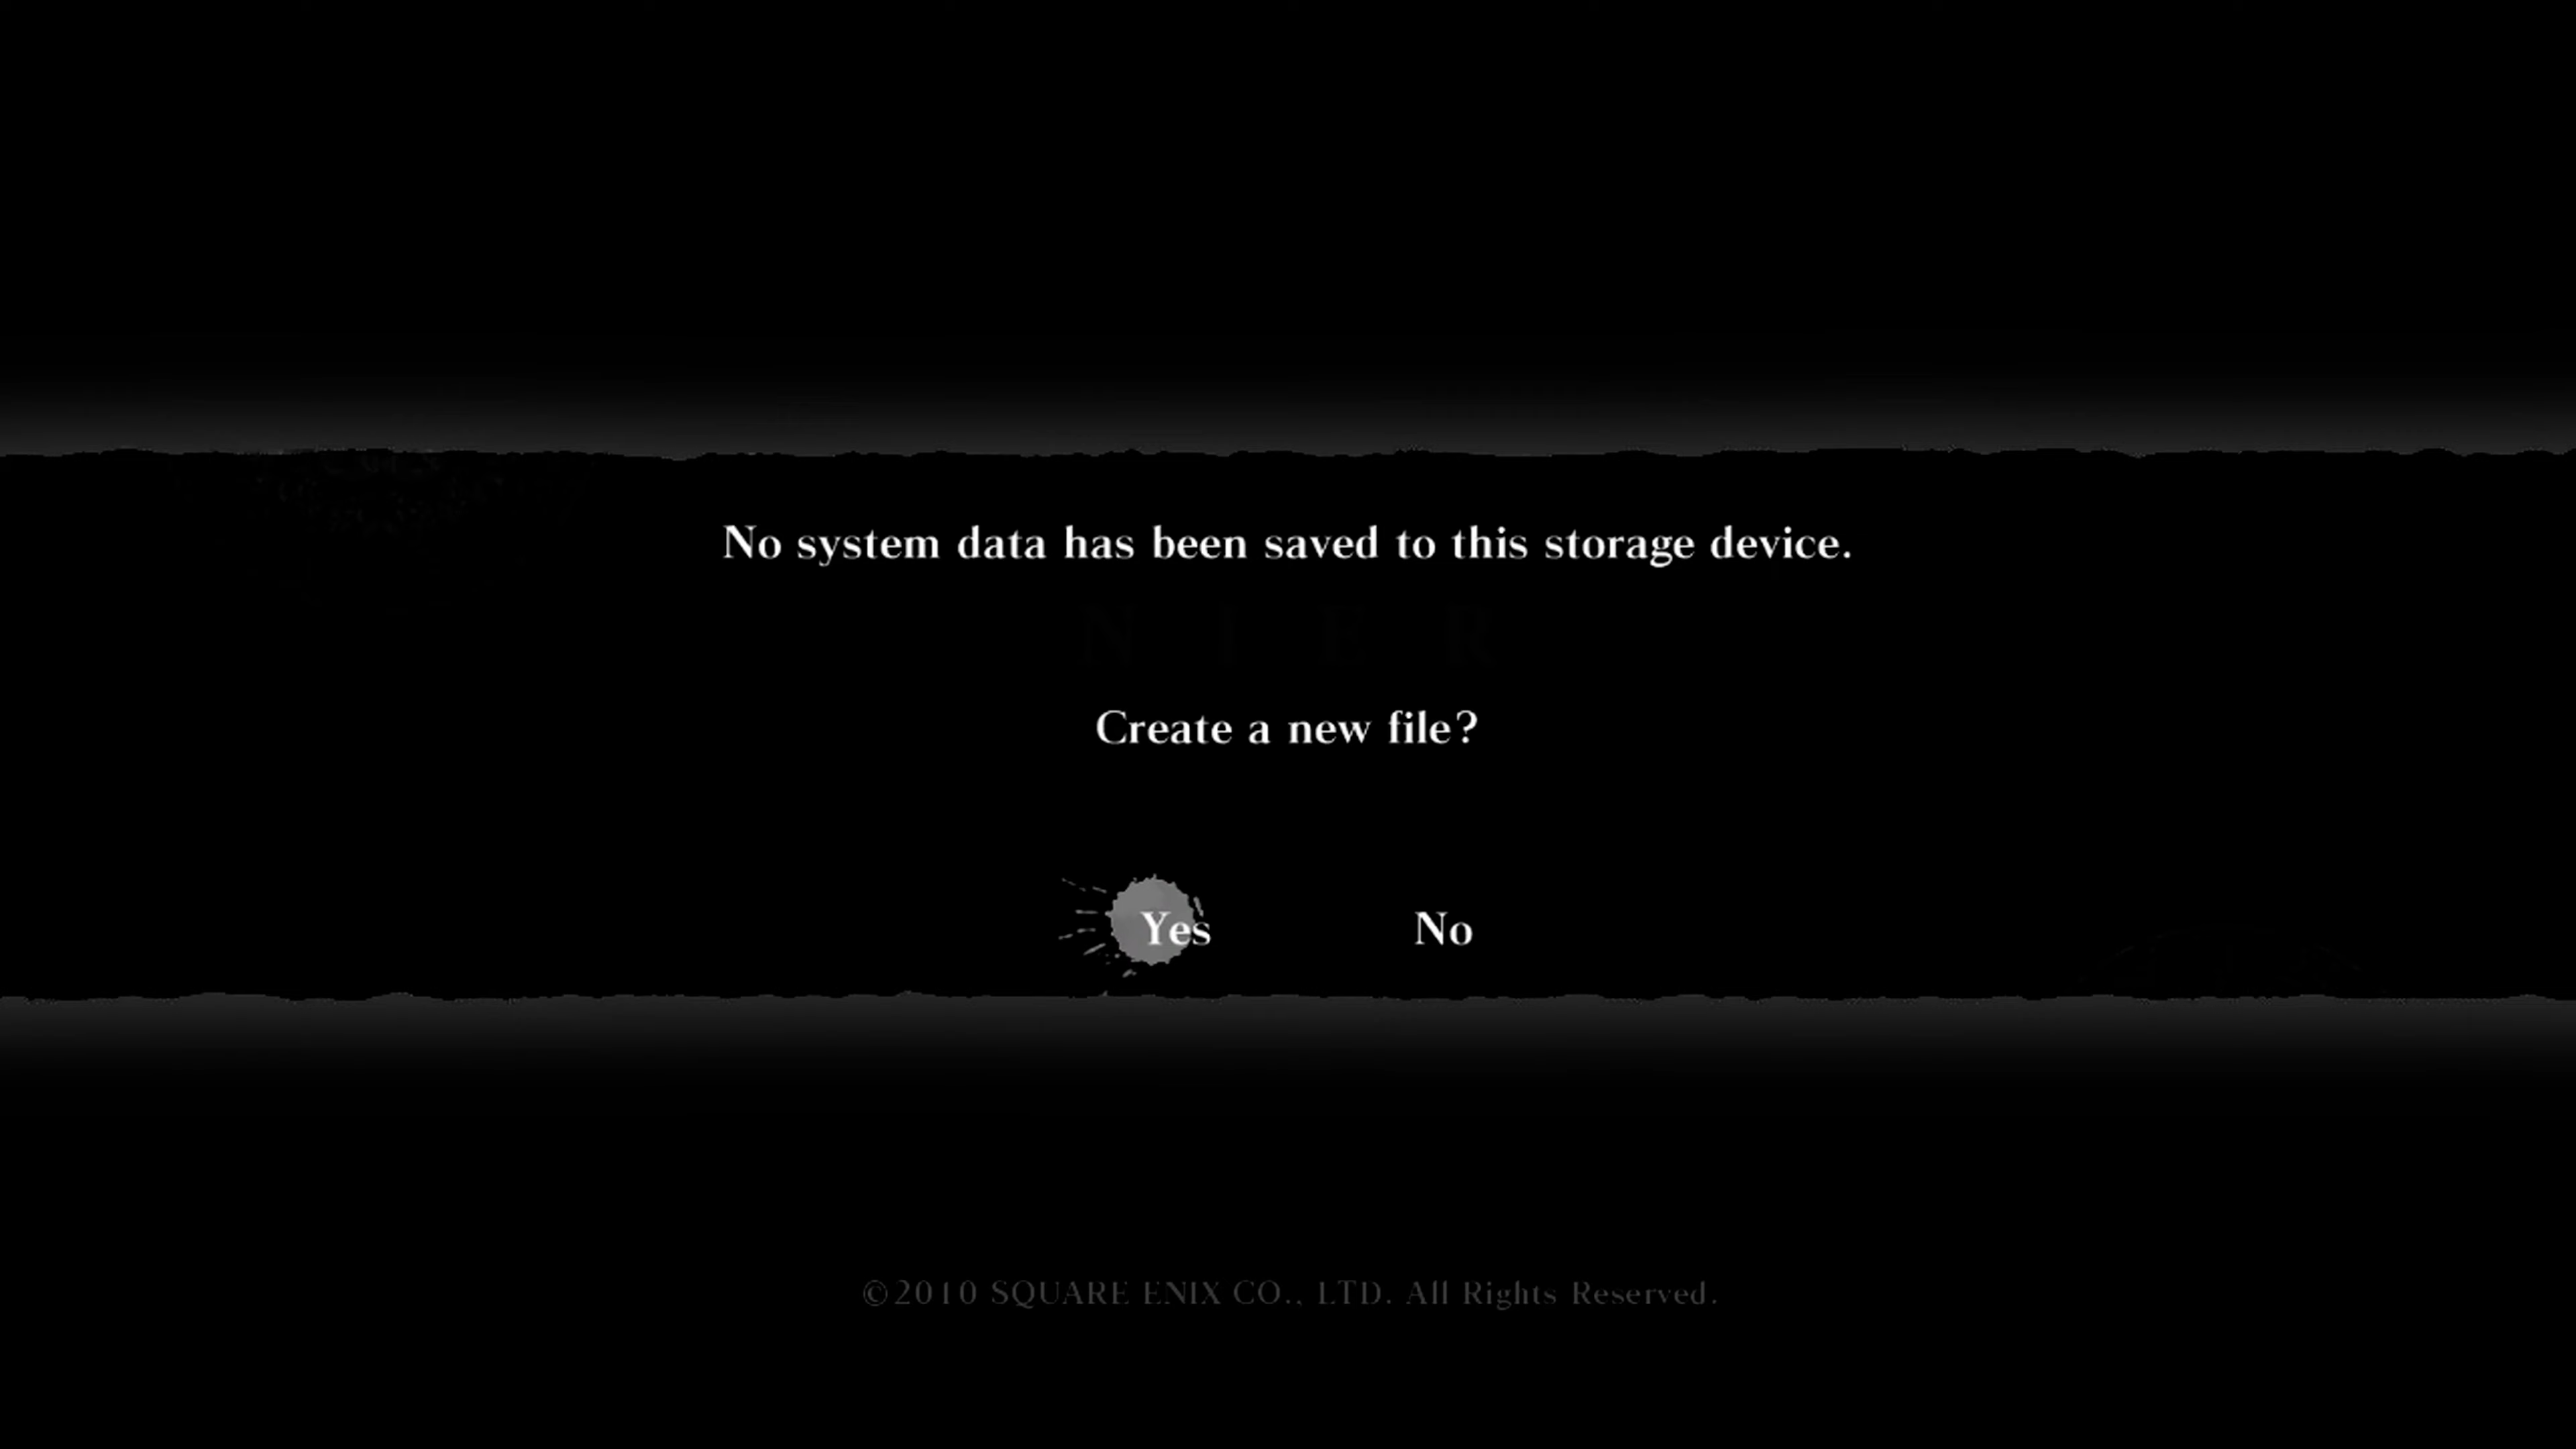 No system data has been saved to this storage device.
N I E R
Create a new file?
Yes No
©2010 SQUARE ENIX CO., LTD. All Rights Reserved.